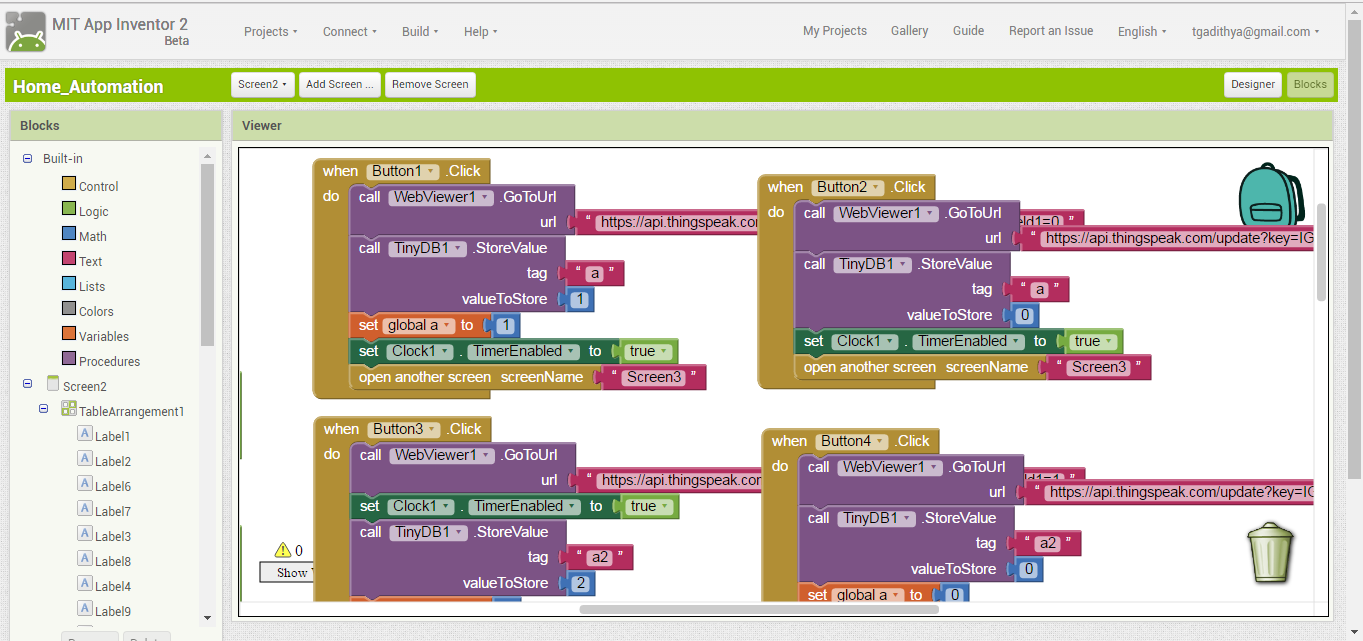 MIT App Inventor 2
Beta
Projects Connect Build Help
My Projects Gallery Guide Report an Issue English tgadithya@gmail.com
Home_Automation
Screen2 Add Screen ... Remove Screen
Designer Blocks
Blocks
Built-in
Control
Logic
Math
Text
Lists
Colors
Variables
Procedures
Screen2
TableArrangement1
Label1
Label2
Label6
Label7
Label3
Label8
Label4
Label9
Viewer
when Button1 .Click
do call WebViewer1 .GoToUrl
url " https://api.thingspeak.co
call TinyDB1 .StoreValue
tag " a "
valueToStore 1
set global a to 1
set Clock1 . TimerEnabled to true
open another screen screenName " Screen3 "
when Button2 .Click
do call WebViewer1 .GoToUrl
eld1=0 "
url " https://api.thingspeak.com/update?key=IG
call TinyDB1 .StoreValue
tag " a "
valueToStore 0
set Clock1 . TimerEnabled to true
open another screen screenName " Screen3 "
when Button3 .Click
do call WebViewer1 .GoToUrl
url " https://api.thingspeak.co
set Clock1 . TimerEnabled to true
call TinyDB1 .StoreValue
tag " a2 "
valueToStore 2
when Button4 .Click
do call WebViewer1 .GoToUrl
ld1=1 "
url " https://api.thingspeak.com/update?key=IG
call TinyDB1 .StoreValue
tag " a2 "
valueToStore 0
set global a to 0
0
Show